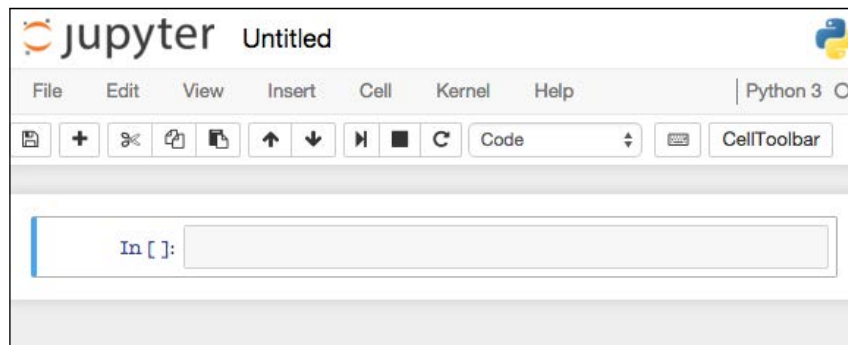 jupyter Untitled
File Edit View Insert Cell Kernel Help Python 3
Code CellToolbar
In [ ]: